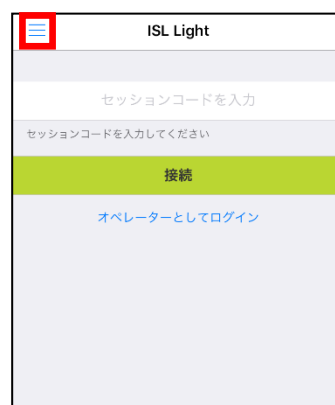 ISL Light
セッションコードを入力
セッションコードを入力してください
接続
オペレーターとしてログイン